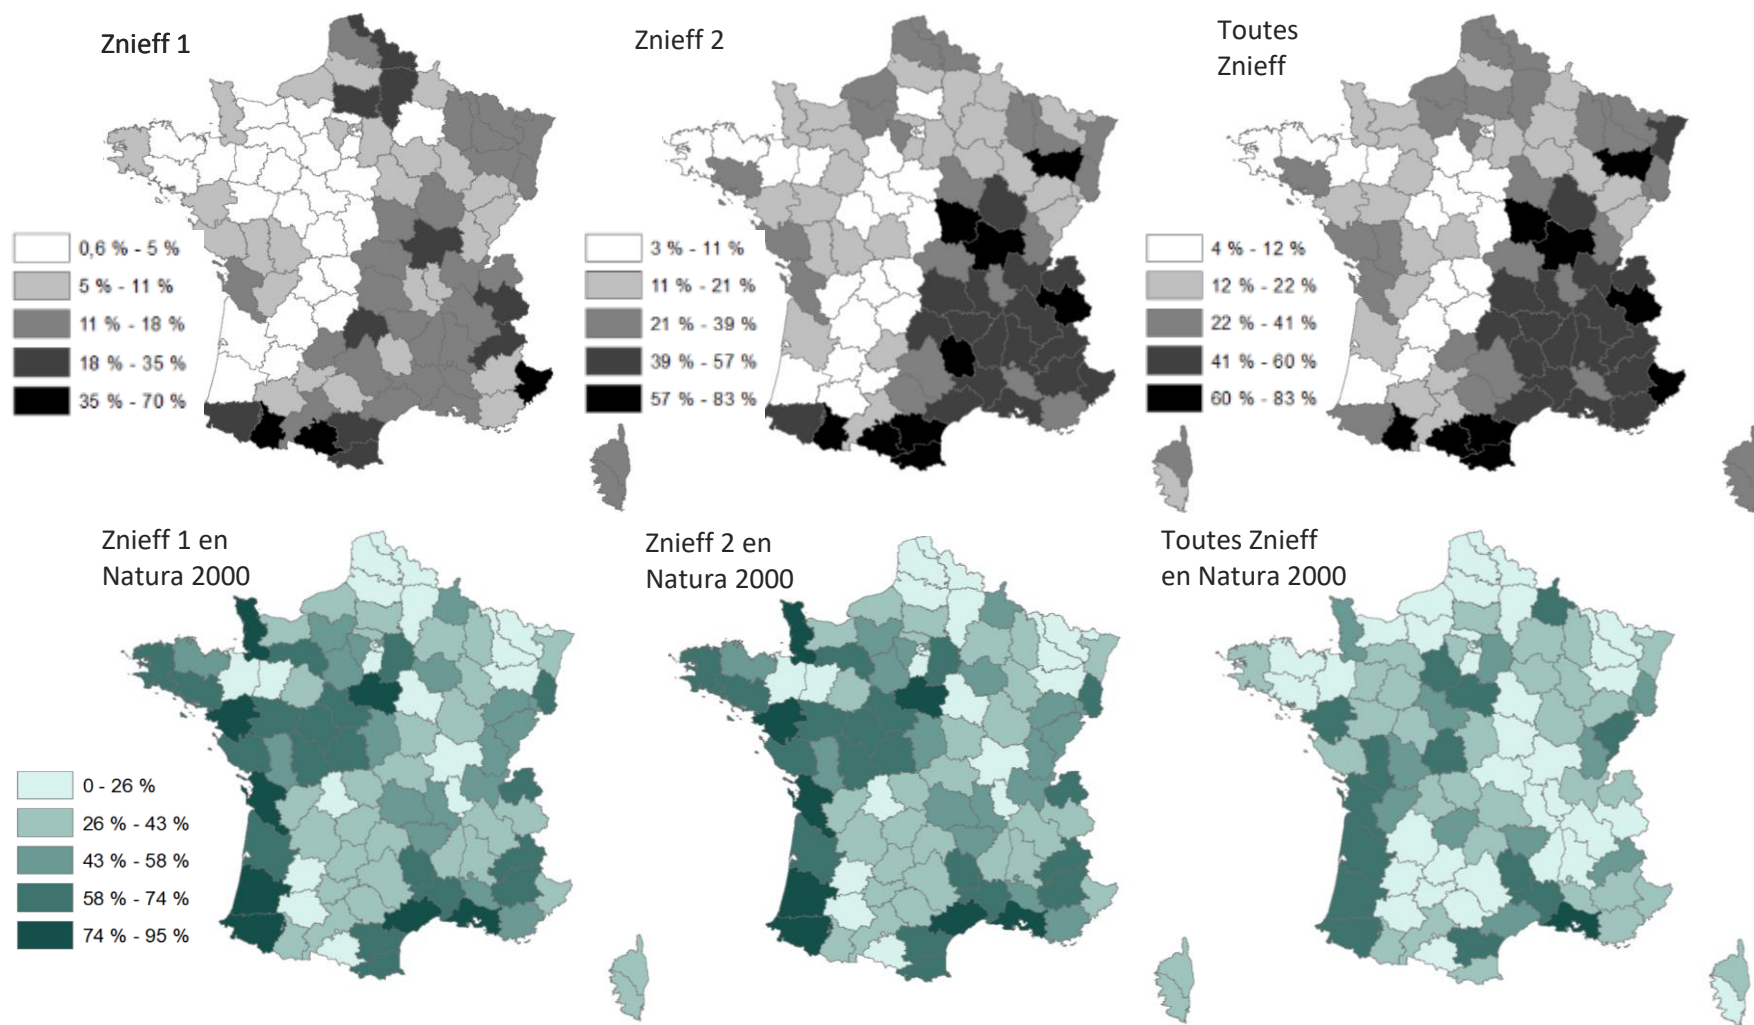 Znieff 1
0,6 % - 5 %
5 % - 11 %
11 % - 18 %
18 % - 35 %
35 % - 70 %
Znieff 2
3 % - 11 %
11 % - 21 %
21 % - 39 %
39 % - 57 %
57 % - 83 %
Toutes
Znieff
4 % - 12 %
12 % - 22 %
22 % - 41 %
41 % - 60 %
60 % - 83 %
Znieff 1 en
Natura 2000
0 - 26 %
26 % - 43 %
43 % - 58 %
58 % - 74 %
74 % - 95 %
Znieff 2 en
Natura 2000
Toutes Znieff
en Natura 2000